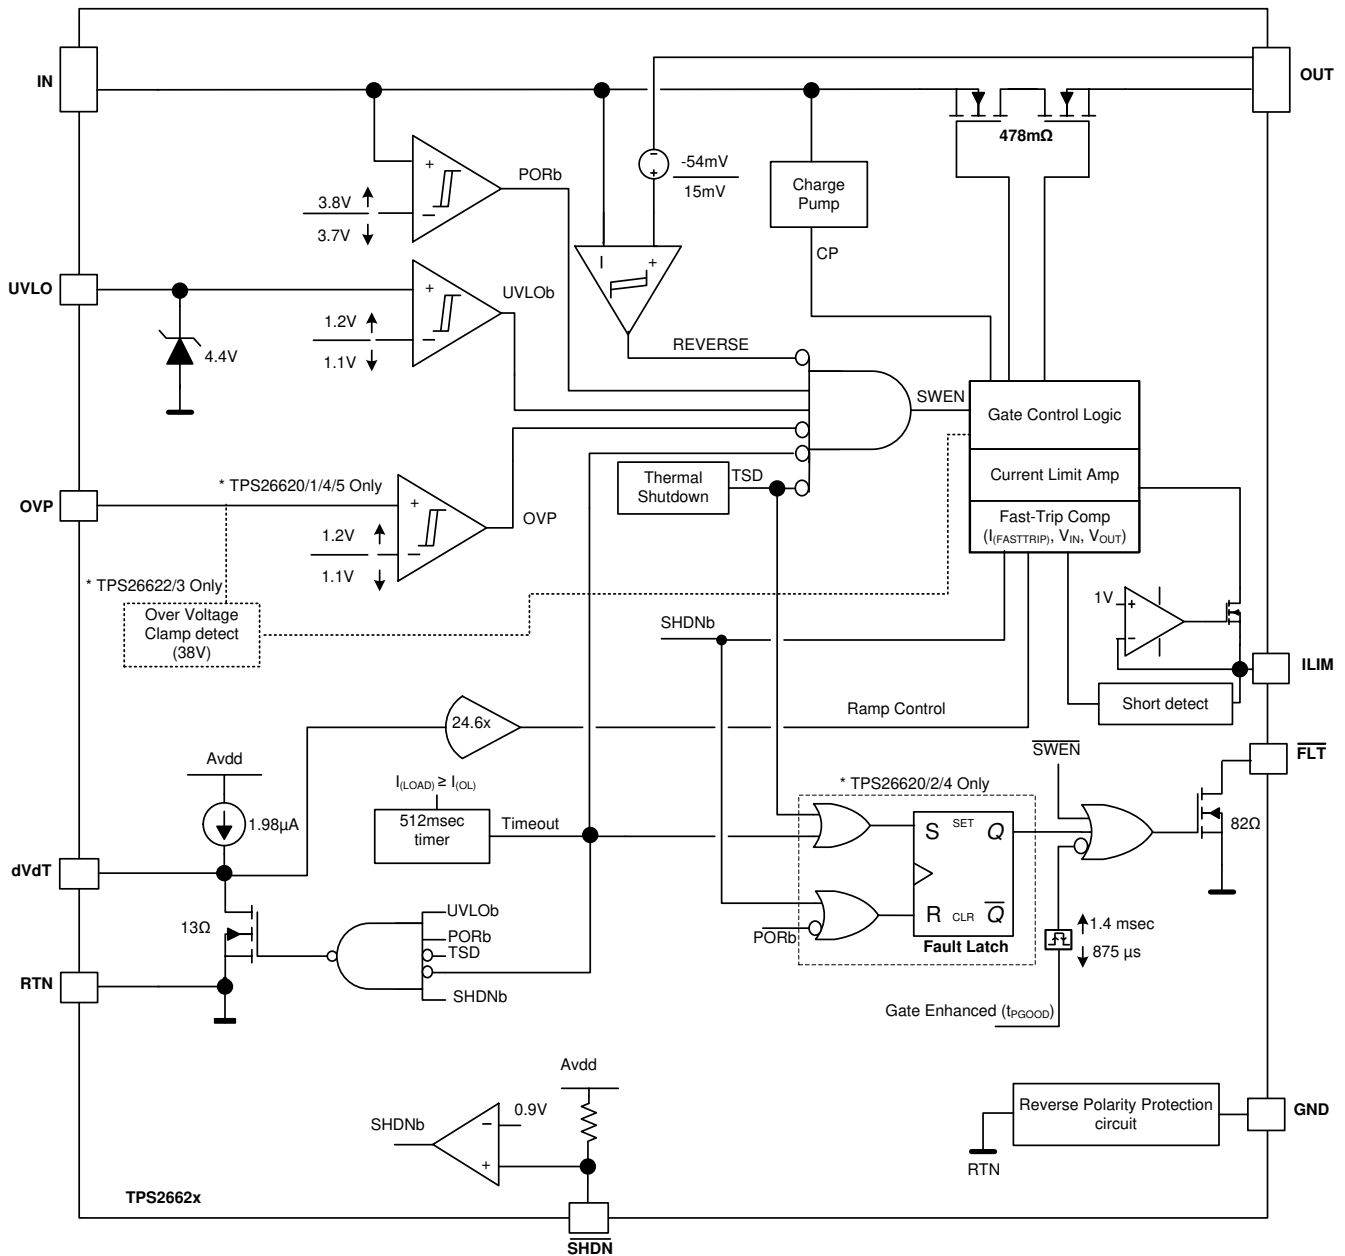 IN
OUT
478mΩ
PORb
-54mV
15mV
Charge
Pump
3.8V
3.7V
CP
UVLO
UVLOb
1.2V
1.1V
4.4V
REVERSE
SWEN
Gate Control Logic
Current Limit Amp
Fast-Trip Comp
(I(FASTTRIP), VIN, VOUT)
Thermal
Shutdown
TSD
* TPS26620/1/4/5 Only
OVP
OVP
1.2V
1.1V
* TPS26622/3 Only
Over Voltage
Clamp detect
(38V)
1V
SHDNb
ILIM
Short detect
24.6x
Ramp Control
Avdd
SWEN
FLT
I(LOAD) ≥ I(OL)
* TPS26620/2/4 Only
512msec
timer
Timeout
1.98µA
S
SET
Q
82Ω
dVdT
13Ω
UVLOb
PORb
TSD
SHDNb
PORb
R
CLR
Q
Fault Latch
1.4 msec
875 µs
RTN
Gate Enhanced (tPGOOD)
Avdd
0.9V
SHDNb
Reverse Polarity Protection
circuit
GND
RTN
TPS2662x
SHDN